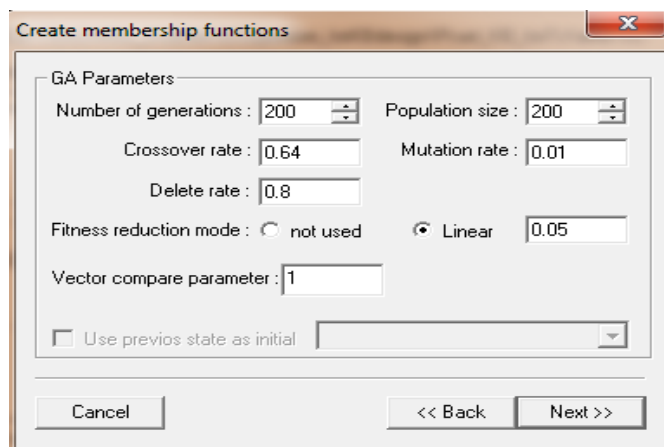 Create membership functions
GA Parameters
Number of generations : 200 Population size : 200
Crossover rate : 0.64 Mutation rate : 0.01
Delete rate : 0.8
Fitness reduction mode : not used Linear 0.05
Vector compare parameter : 1
Use previos state as initial
Cancel << Back Next >>